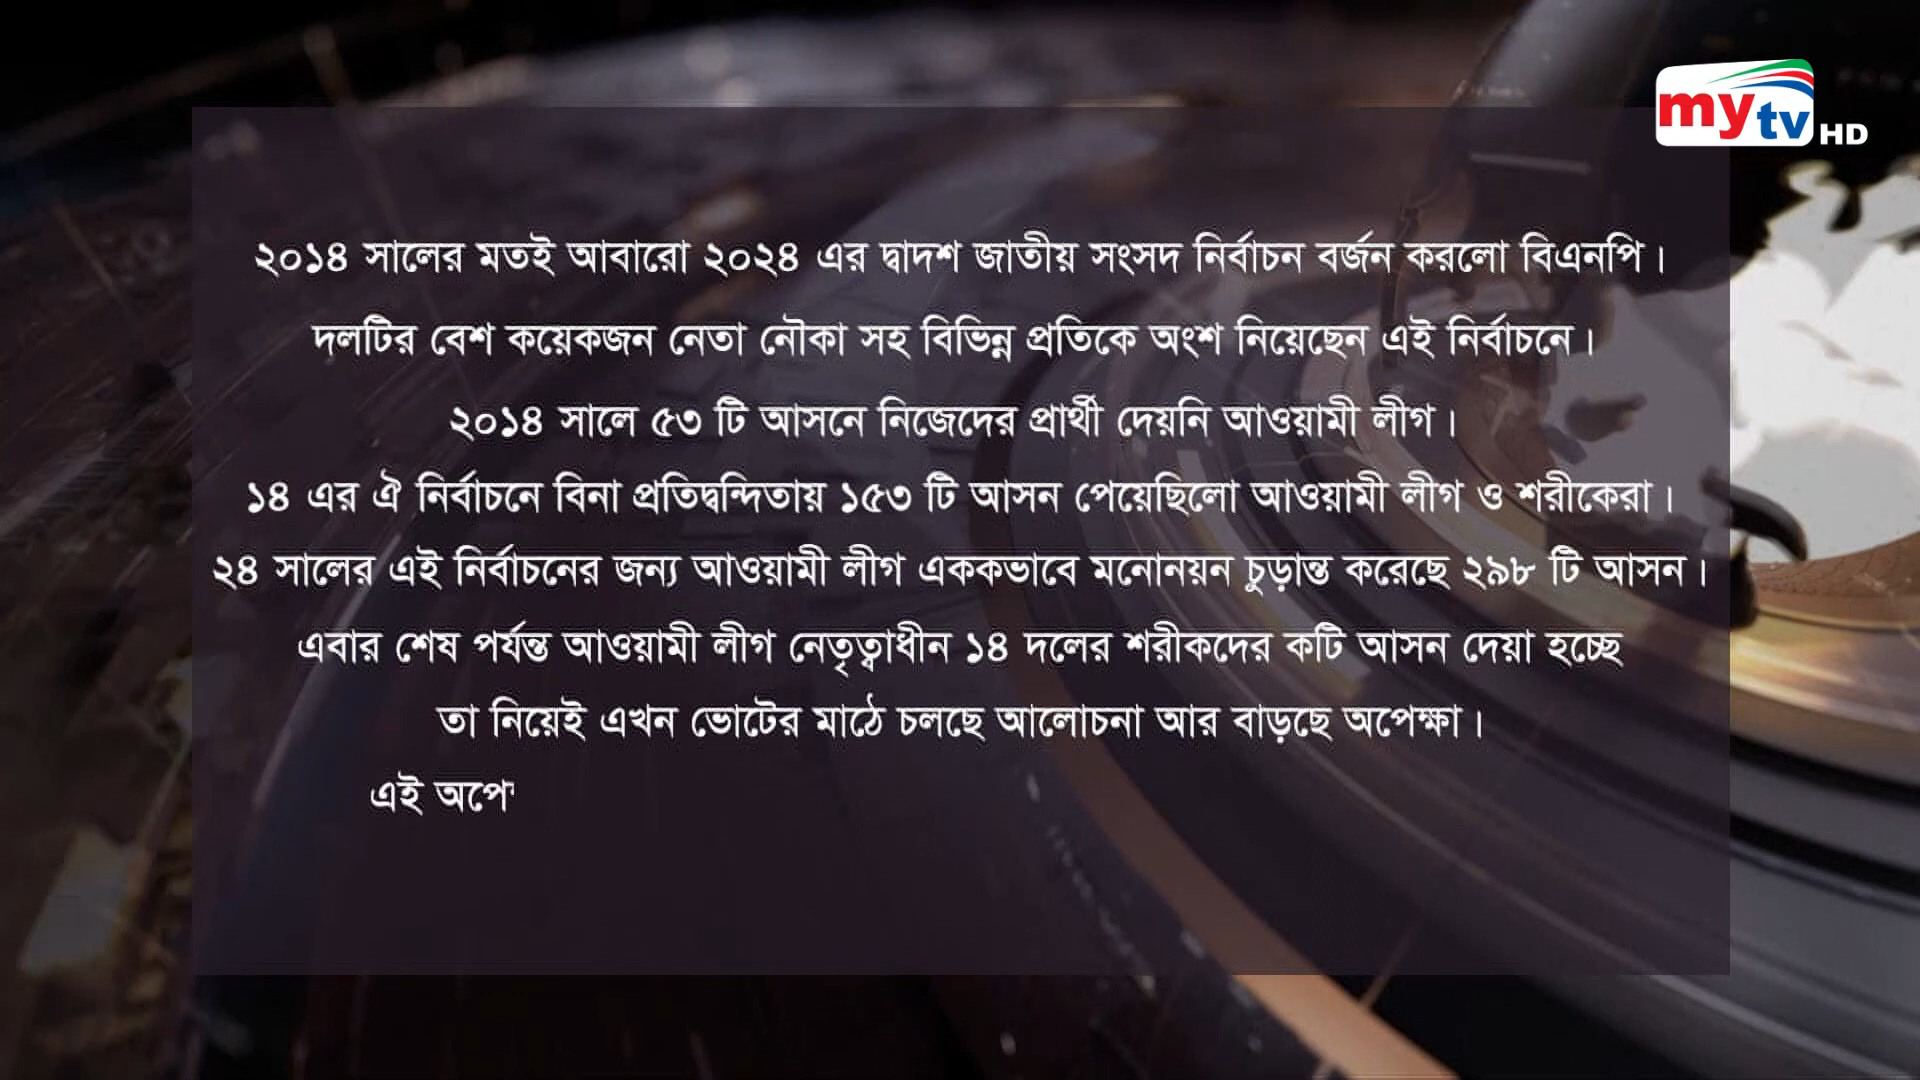 my tv HD
২০১৪ সালের মতই আবারো ২০২৪ এর দ্বাদশ জাতীয় সংসদ নির্বাচন বর্জন করলো বিএনপি।
দলটির বেশ কয়েকজন নেতা নৌকা সহ বিভিন্ন প্রতিকে অংশ নিয়েছেন এই নির্বাচনে।
২০১৪ সালে ৫৩ টি আসনে নিজেদের প্রার্থী দেয়নি আওয়ামী লীগ।
১৪ এর ঐ নির্বাচনে বিনা প্রতিদ্বন্দিতায় ১৫৩ টি আসন পেয়েছিলো আওয়ামী লীগ ও শরীকেরা।
২৪ সালের এই নির্বাচনের জন্য আওয়ামী লীগ এককভাবে মনোনয়ন চুড়ান্ত করেছে ২৯৮ টি আসন।
এবার শেষ পর্যন্ত আওয়ামী লীগ নেতৃত্বাধীন ১৪ দলের শরীকদের কটি আসন দেয়া হচ্ছে
তা নিয়েই এখন ভোটের মাঠে চলছে আলোচনা আর বাড়ছে অপেক্ষা।
এই অপে